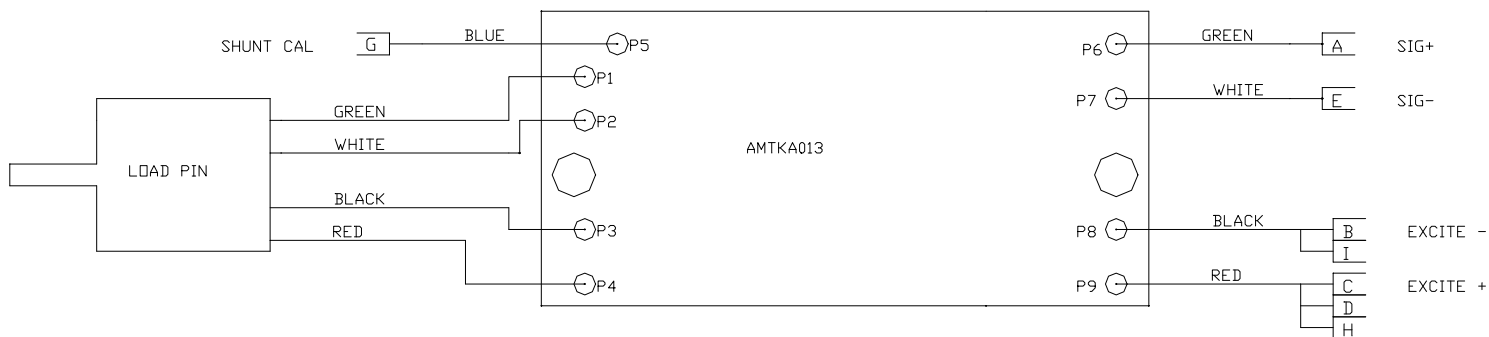 SHUNT CAL G BLUE P5 P6 GREEN A SIG+
P1
GREEN P7 WHITE E SIG-
P2
WHITE
AMTKA013
LOAD PIN
BLACK P3 P8 BLACK B EXCITE -
RED I
P4 P9 RED C EXCITE +
D
H